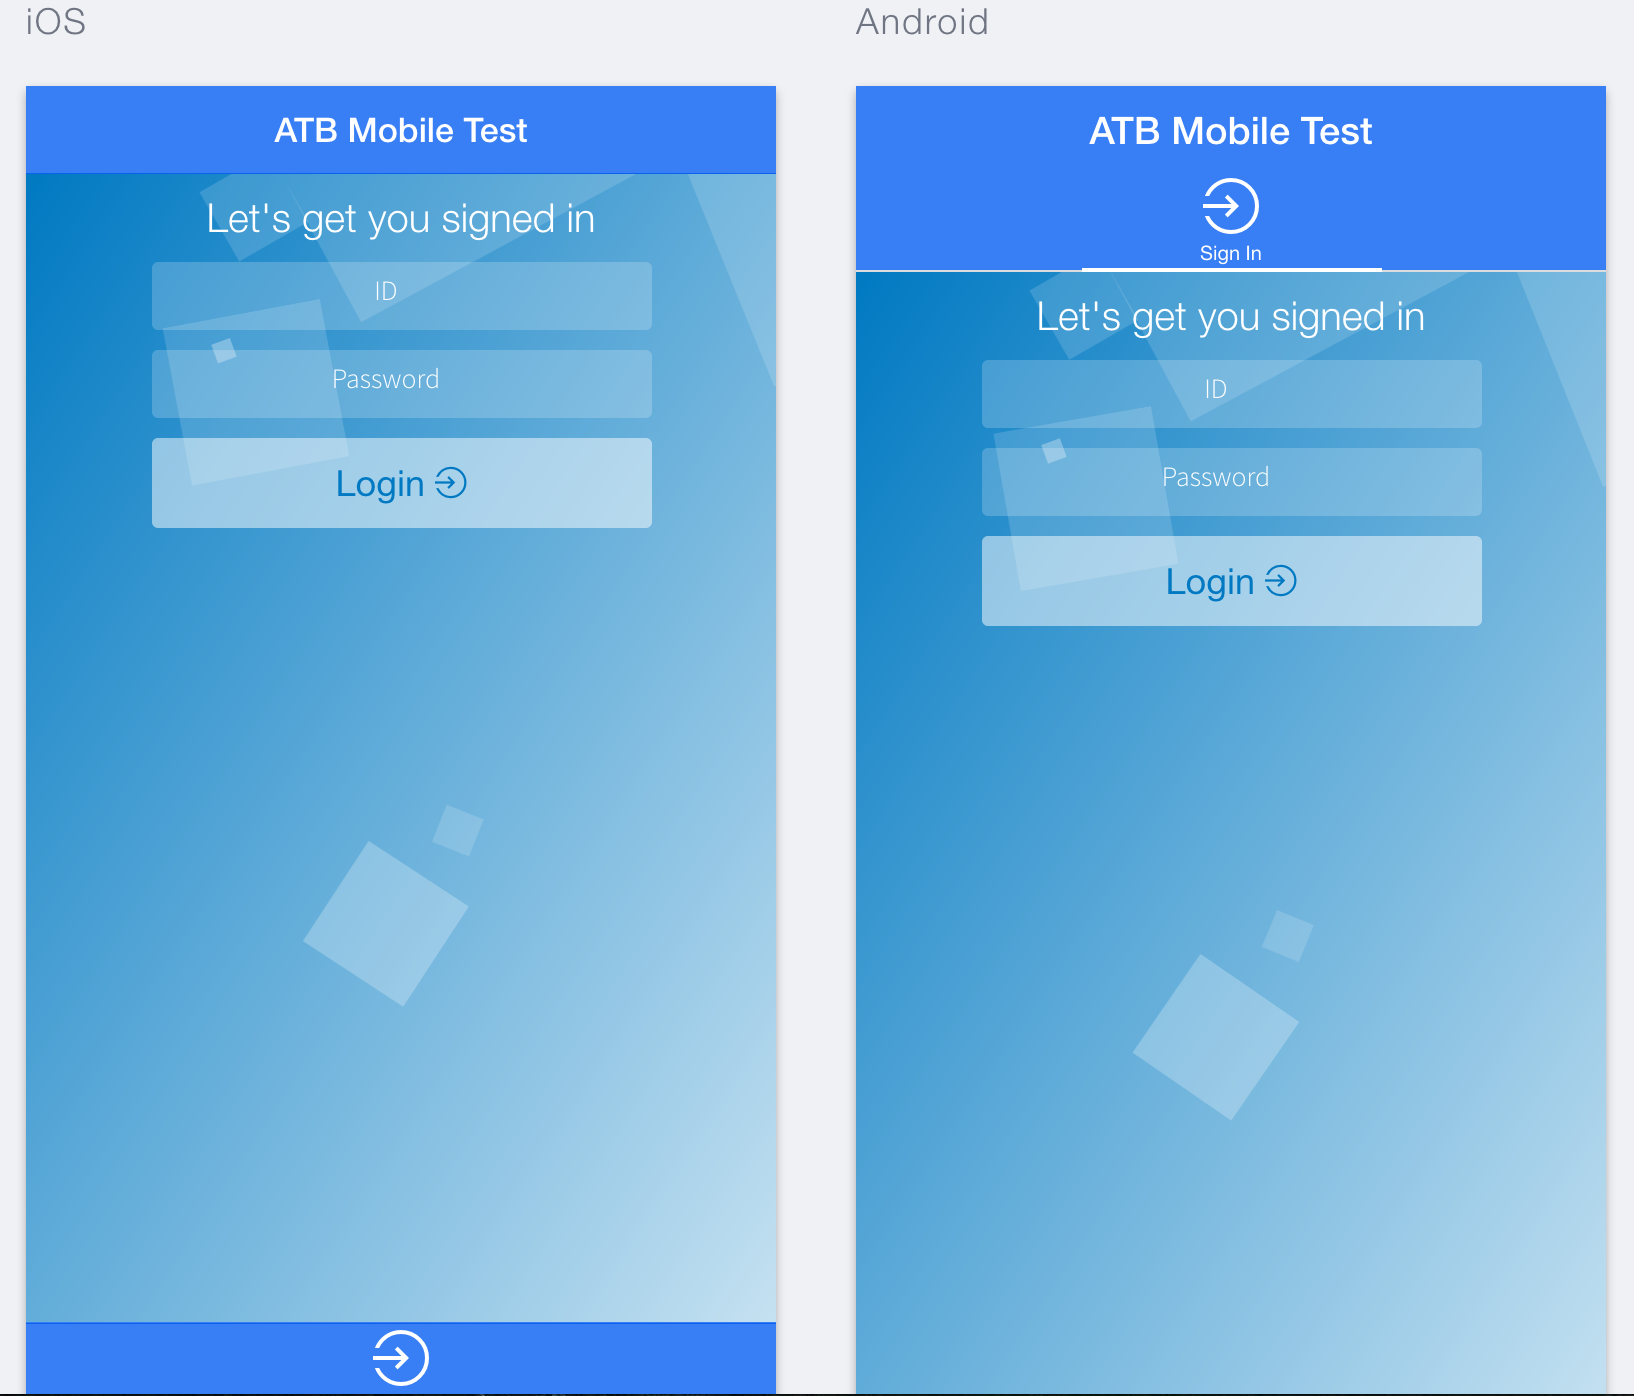 iOS
ATB Mobile Test
Let's get you signed in
ID
Password
Login
Android
ATB Mobile Test
Sign In
Let's get you signed in
ID
Password
Login